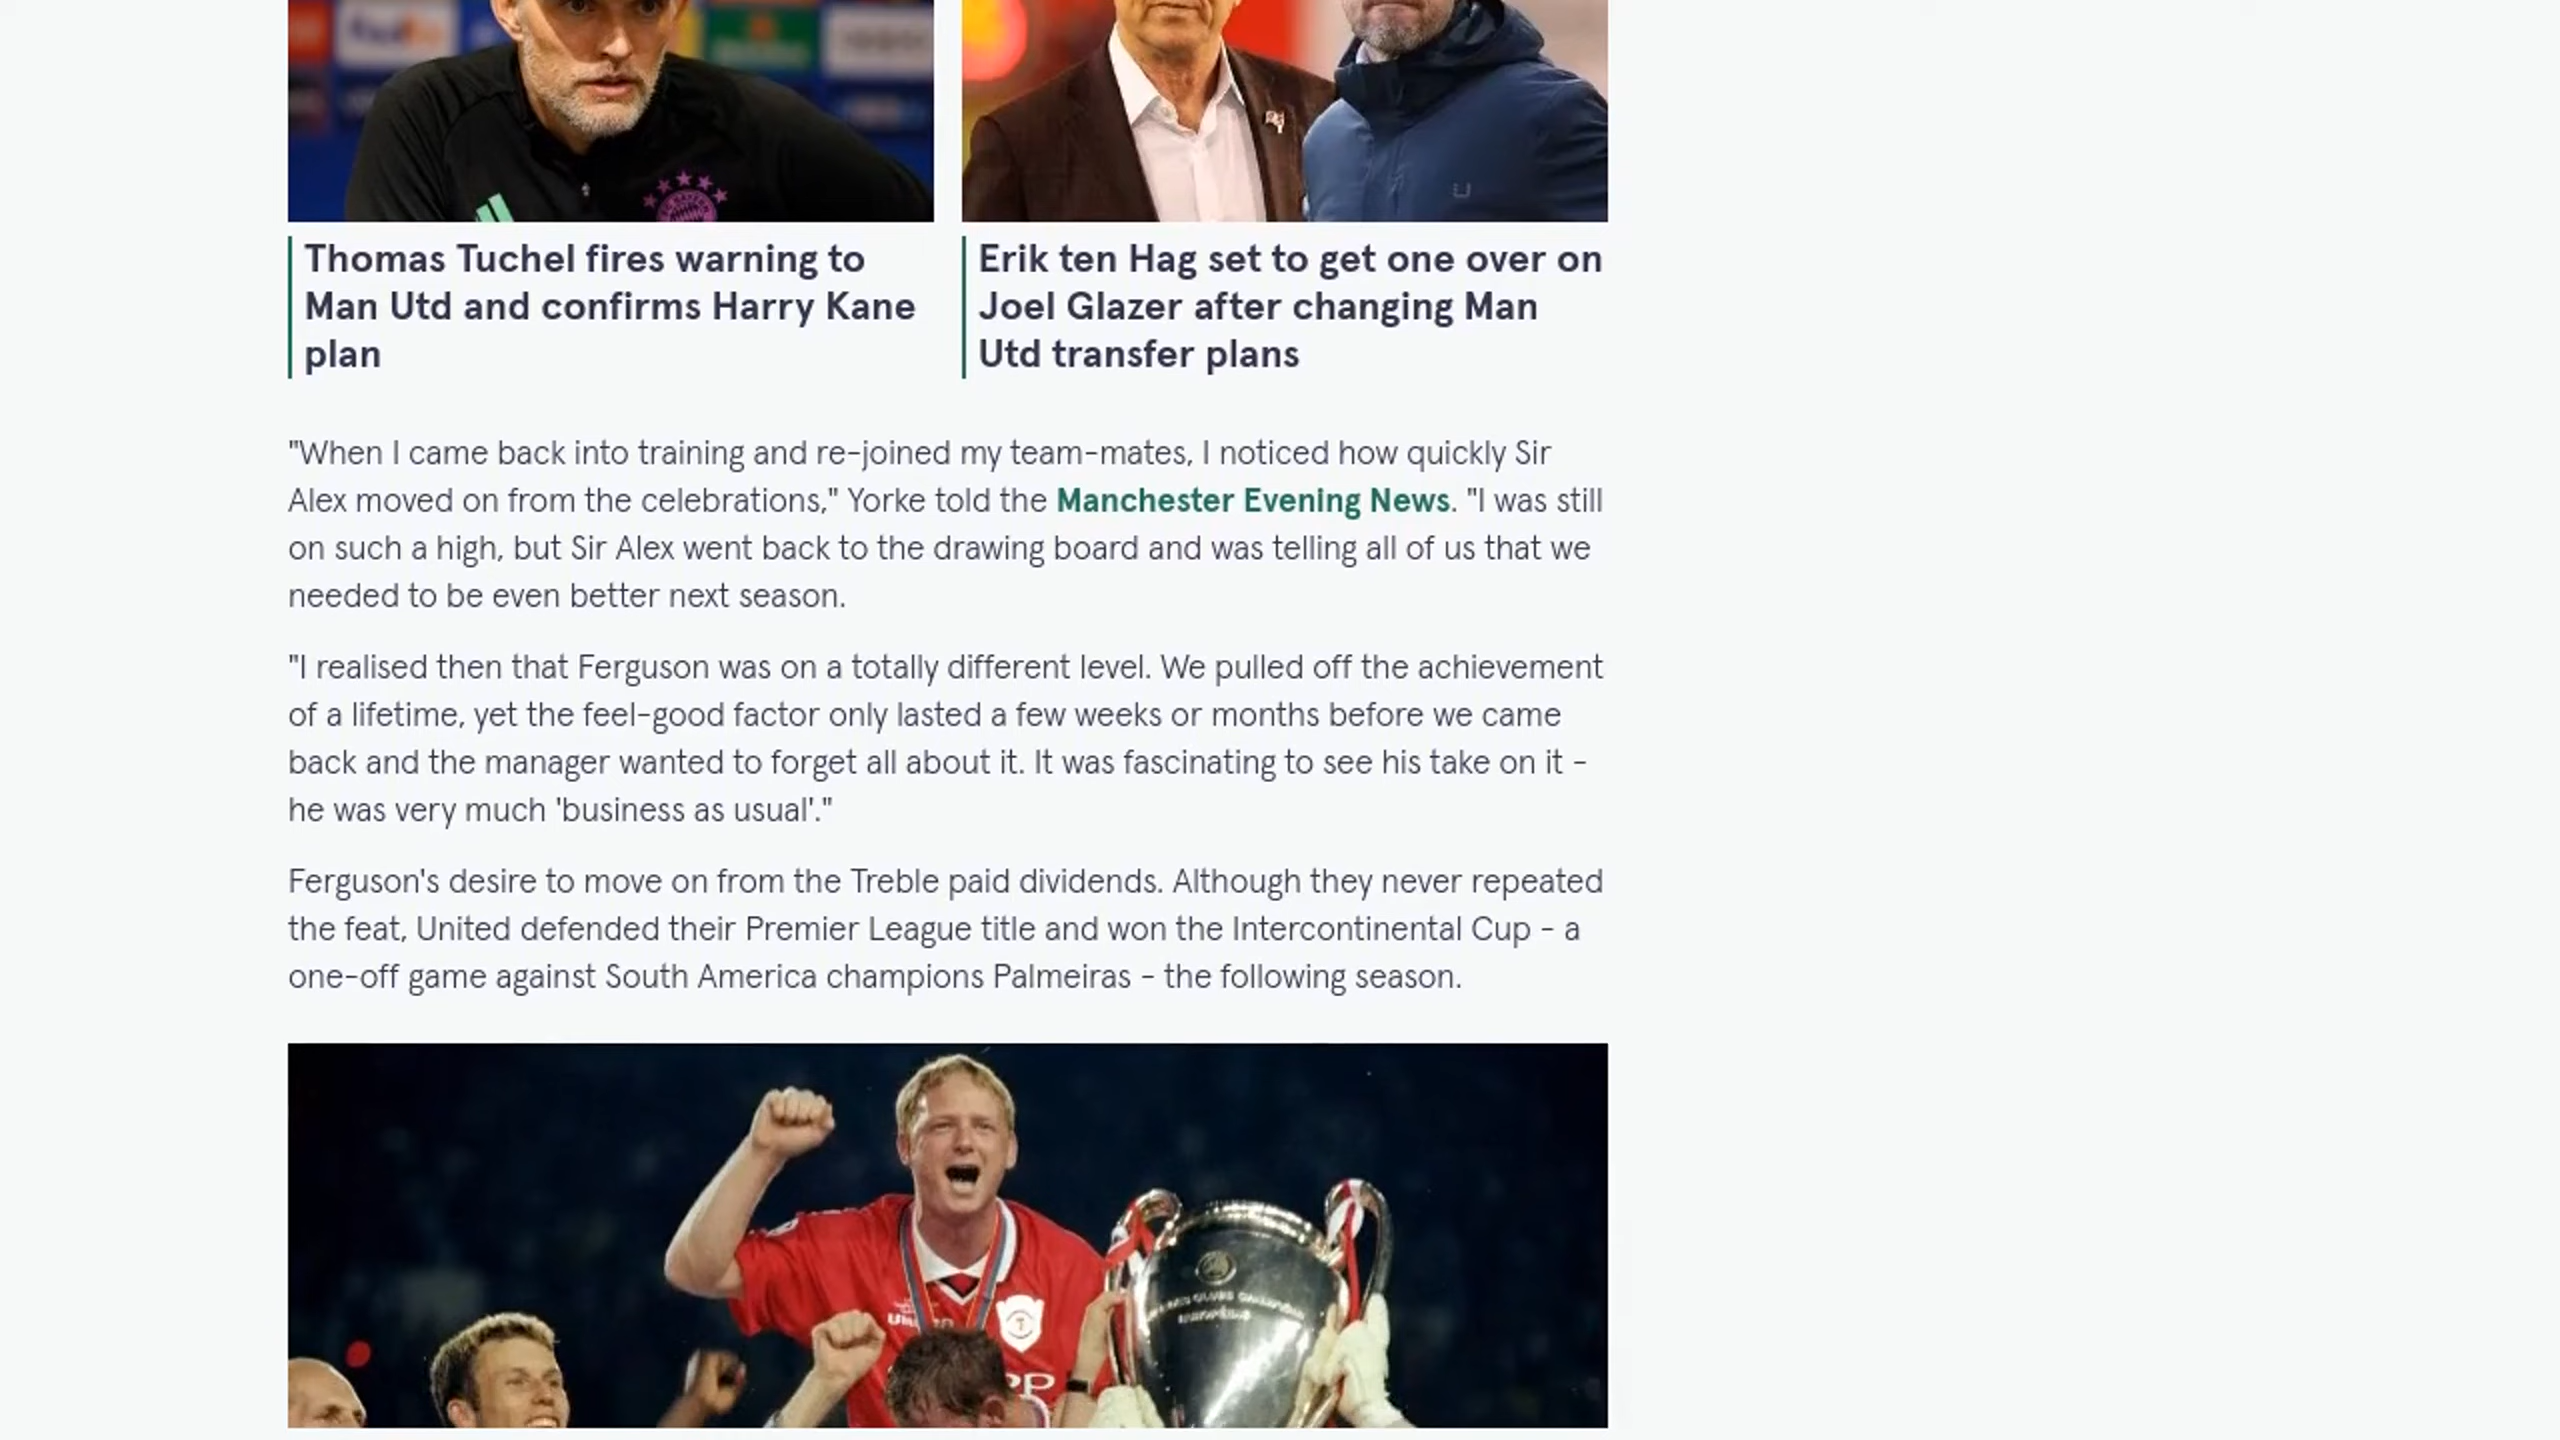 Thomas Tuchel fires warning to
Man Utd and confirms Harry Kane
plan
Erik ten Hag set to get one over on
Joel Glazer after changing Man
Utd transfer plans
"When I came back into training and re-joined my team-mates, I noticed how quickly Sir
Alex moved on from the celebrations," Yorke told the Manchester Evening News. "I was still
on such a high, but Sir Alex went back to the drawing board and was telling all of us that we
needed to be even better next season.
"I realised then that Ferguson was on a totally different level. We pulled off the achievement
of a lifetime, yet the feel-good factor only lasted a few weeks or months before we came
back and the manager wanted to forget all about it. It was fascinating to see his take on it -
he was very much 'business as usual'."
Ferguson's desire to move on from the Treble paid dividends. Although they never repeated
the feat, United defended their Premier League title and won the Intercontinental Cup - a
one-off game against South America champions Palmeiras - the following season.